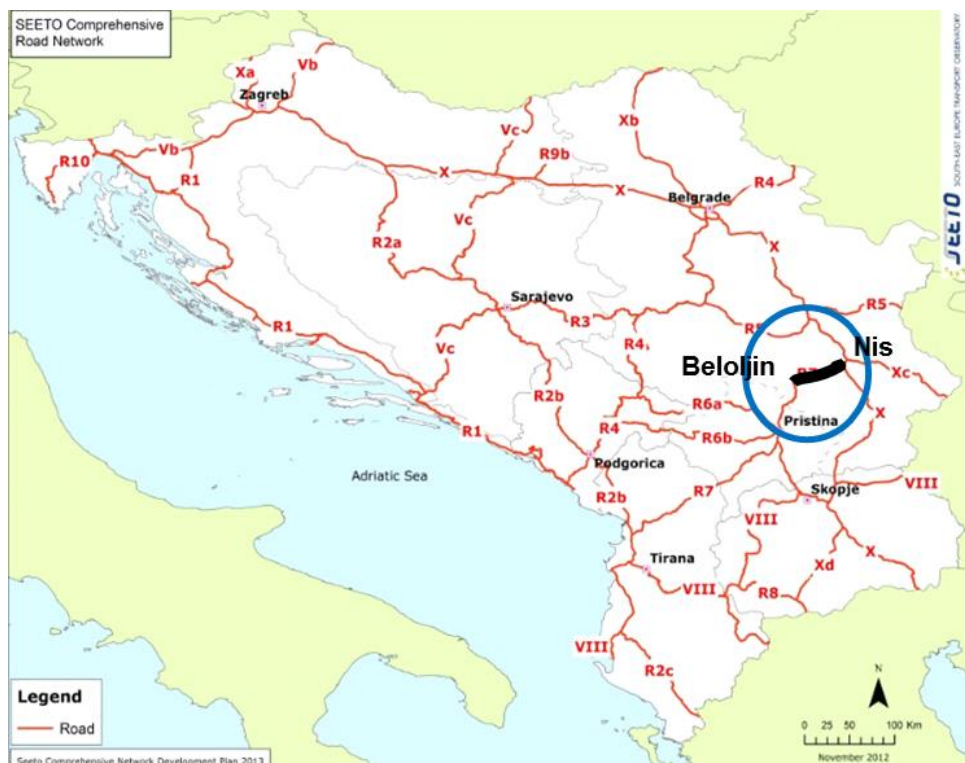 SEETO Comprehensive
Road Network
SOUTH-EAST EUROPE TRANSPORT OBSERVATORY
SEETO
Xa
Vb
Zagreb
Vb
R10
R1
Vc
R9b
X
X
Xb
Belgrade
R4
X
R2a
Vc
Sarajevo
R3
R1
Vc
R4
R5
Beloljin
Nis
Xc
R2b
R6a
X
Pristina
R1
R4
R6b
Podgorica
Adriatic Sea
R2b
R7
Skopje
VIII
VIII
Tirana
Xd
X
VIII
R8
VIII
R2c
Legend
Road
N
0 25 50 100 Km
November 2012
Seeto Comprehensive Network Development Plan 2013